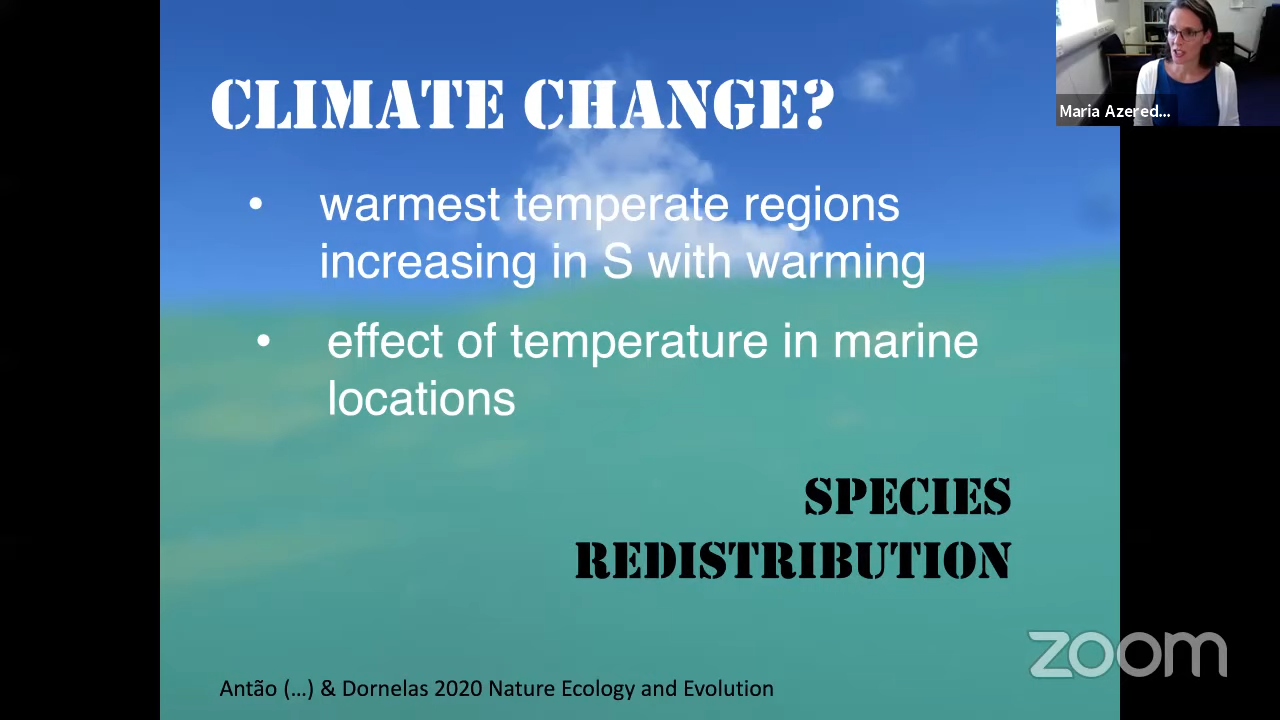 CLIMATE CHANGE?
Maria Azered...
• warmest temperate regions
increasing in S with warming
• effect of temperature in marine
locations
SPECIES
REDISTRIBUTION
zoom
Antão (...) & Dornelas 2020 Nature Ecology and Evolution